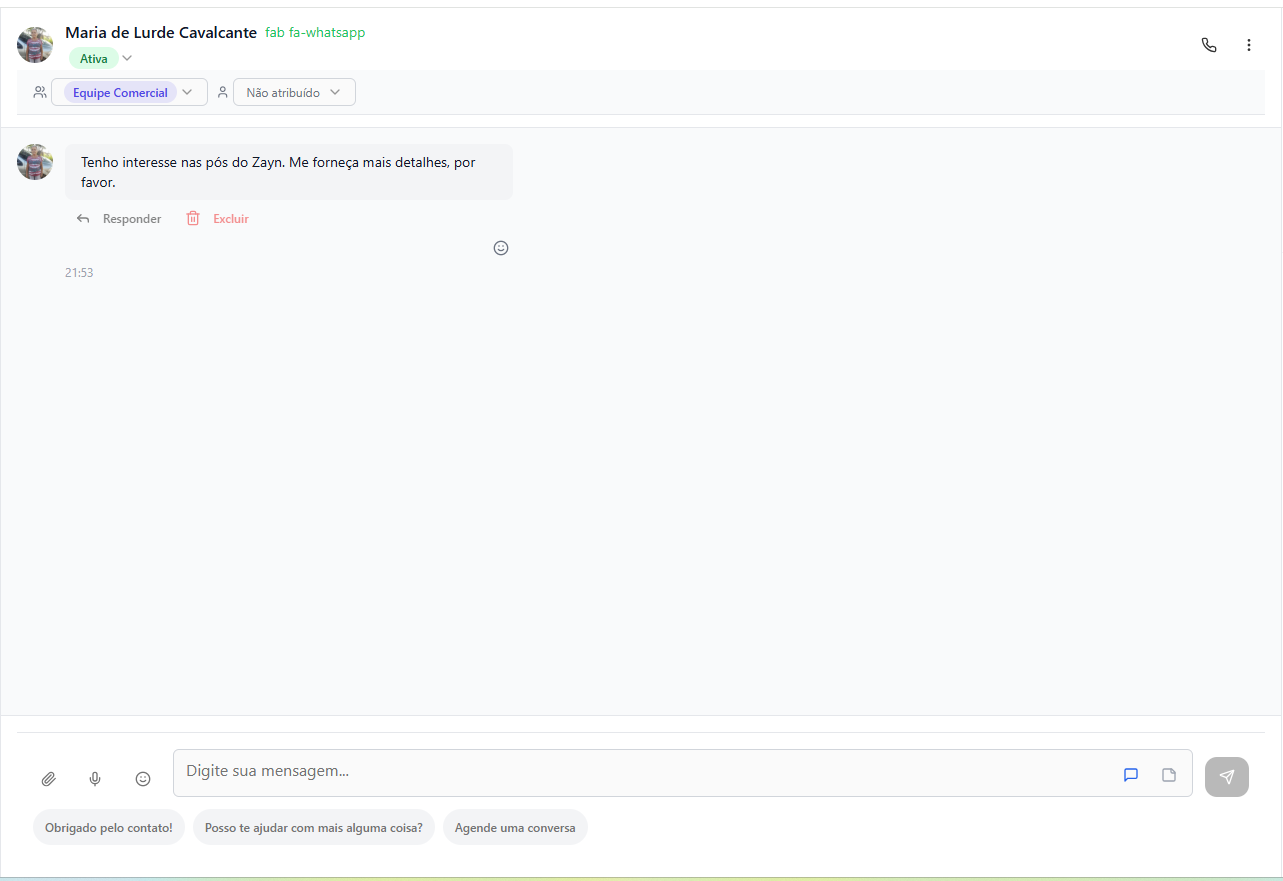 Maria de Lurde Cavalcante fab fa-whatsapp
Ativa
Equipe Comercial Não atribuído
Tenho interesse nas pós do Zayn. Me forneça mais detalhes, por
favor.
Responder Excluir
21:53
Digite sua mensagem...
Obrigado pelo contato! Posso te ajudar com mais alguma coisa? Agende uma conversa